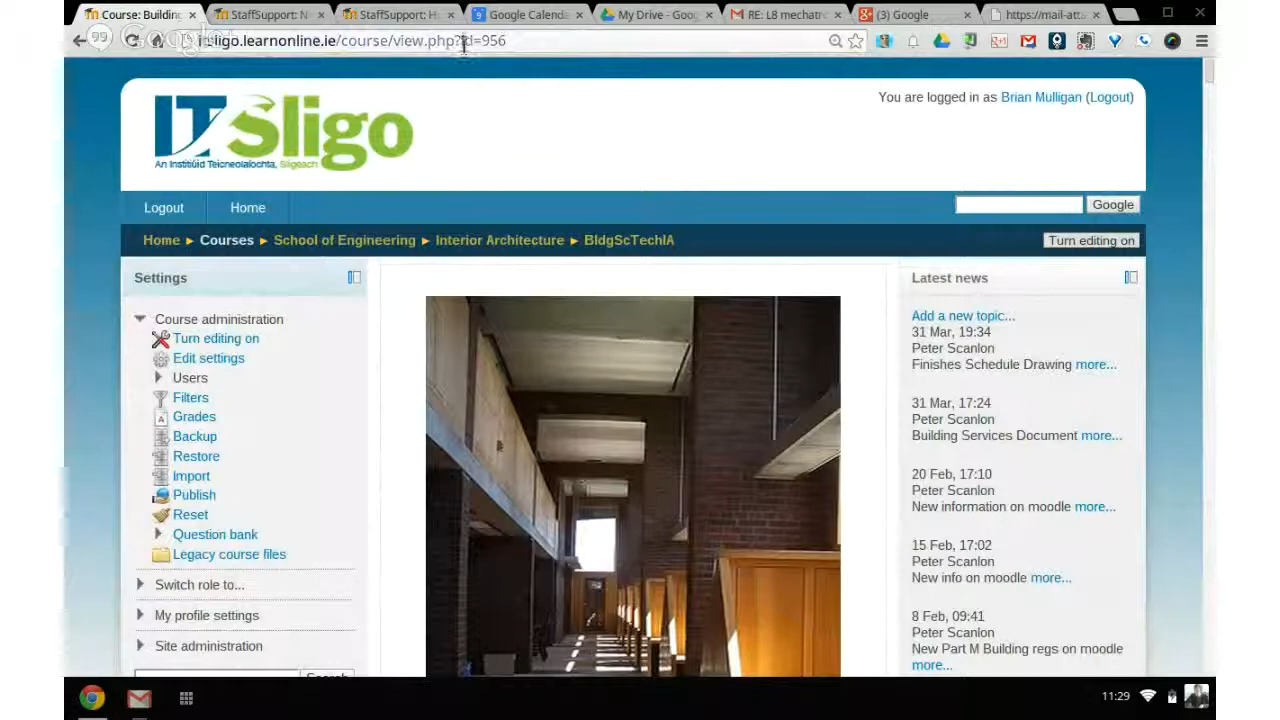 Course: Building
StaffSupport: N
StaffSupport: H
Google Calend
My Drive - Goog
RE: L8 mechatr
(3) Google
https://mail-att
99
sligo.learnonline.ie/course/view.php?id=956
IT Sligo
An Institiúid Teicneolaíochta, Sligeach
You are logged in as Brian Mulligan (Logout)
Logout
Home
Google
Home ► Courses ► School of Engineering ► Interior Architecture ► BldgScTechIA
Turn editing on
Settings
Course administration
Turn editing on
Edit settings
Users
Filters
Grades
Backup
Restore
Import
Publish
Reset
Question bank
Legacy course files
Switch role to...
My profile settings
Site administration
Search
Latest news
Add a new topic...
31 Mar, 19:34
Peter Scanlon
Finishes Schedule Drawing more...
31 Mar, 17:24
Peter Scanlon
Building Services Document more...
20 Feb, 17:10
Peter Scanlon
New information on moodle more...
15 Feb, 17:02
Peter Scanlon
New info on moodle more...
8 Feb, 09:41
Peter Scanlon
New Part M Building regs on moodle
more...
11:29